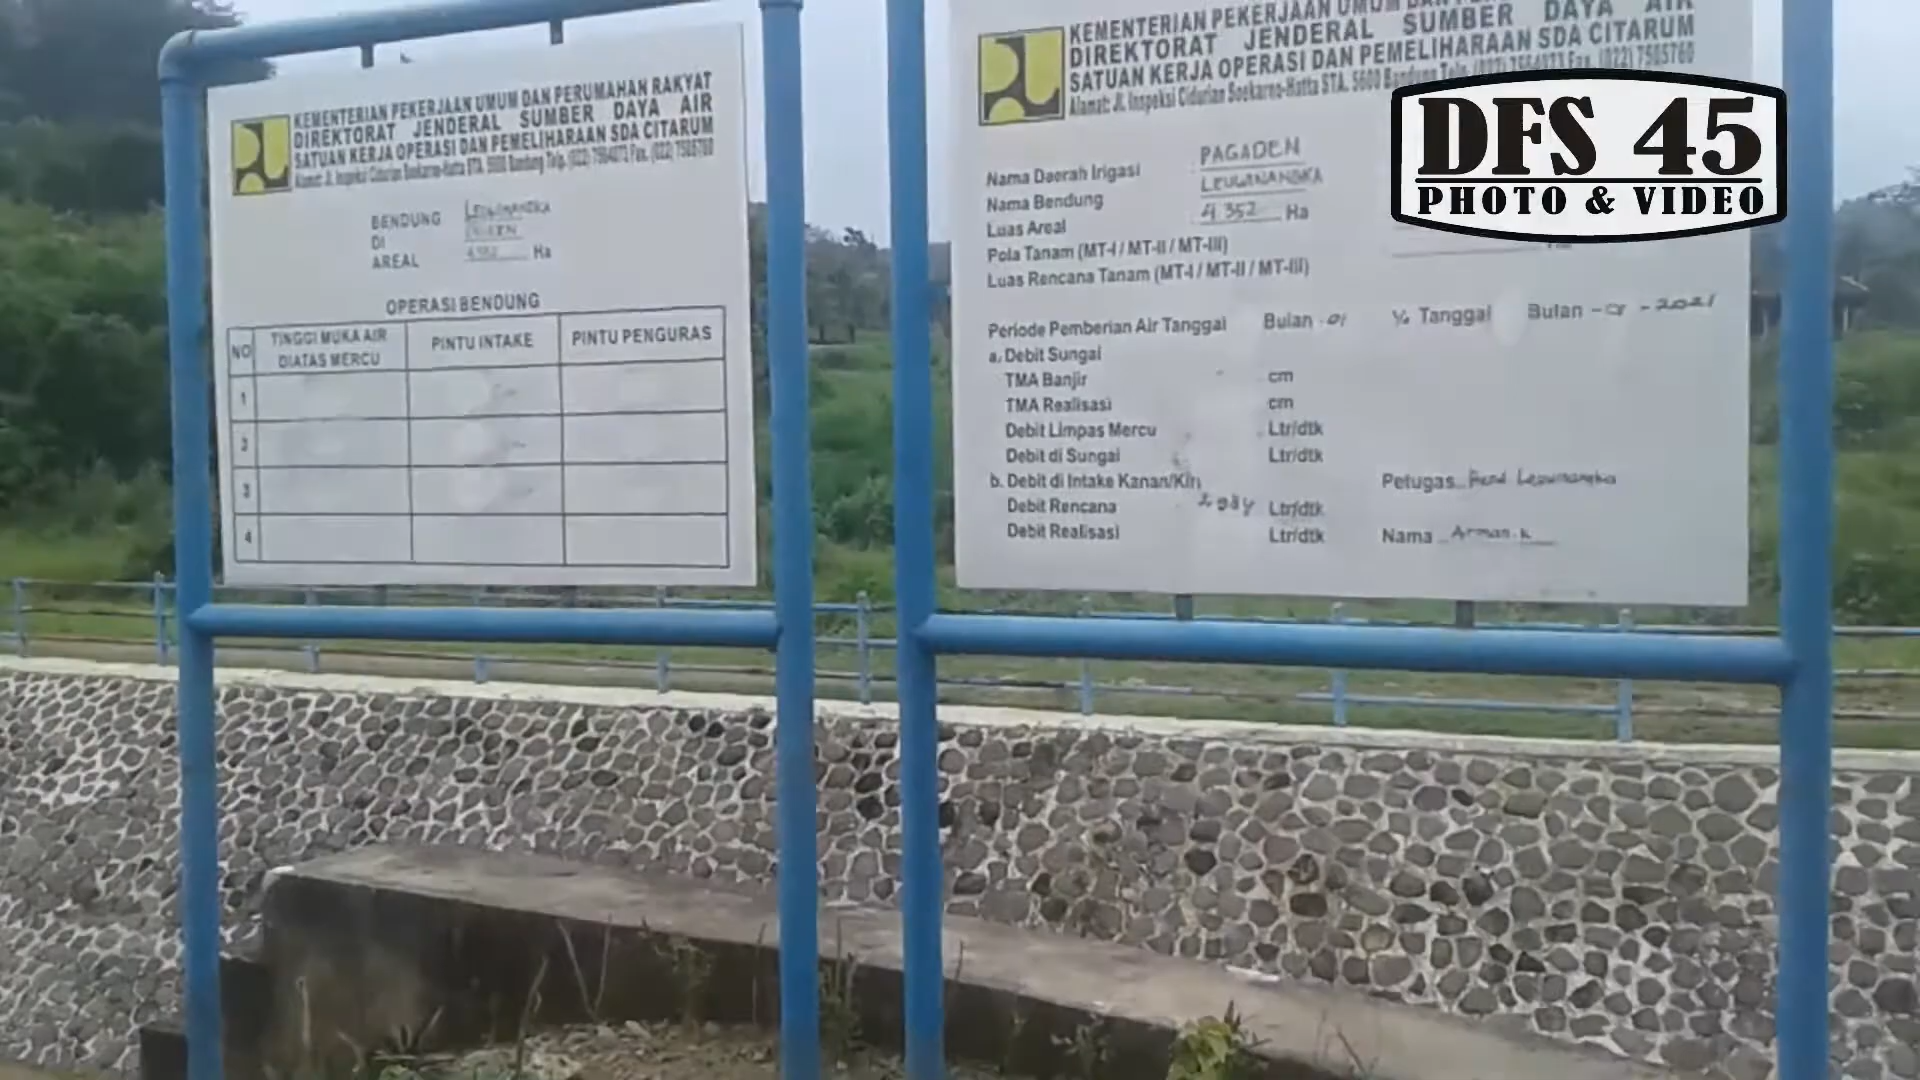 KEMENTERIAN PEKERJAAN UMUM DAN PERUMAHAN RAKYAT
DIREKTORAT JENDERAL SUMBER DAYA AIR
SATUAN KERJA OPERASI DAN PEMELIHARAAN SDA CITARUM
Alamat: Jl. Inspeksi Cidurian Soekarno-Hatta STA. 5600 Bandung Telp. (022) 7564073 Fax. (022) 7505760
BENDUNG LEUWINANGKA
DI
AREAL 4.352 Ha
OPERASI BENDUNG
NO TINGGI MUKA AIR DIATAS MERCU PINTU INTAKE PINTU PENGURAS
1
2
3
4
KEMENTERIAN PEKERJAAN UMUM DAN
DIREKTORAT JENDERAL SUMBER DAYA AIR
SATUAN KERJA OPERASI DAN PEMELIHARAAN SDA CITARUM
Alamat: Jl. Inspeksi Cidurian Soekarno-Hatta STA. 5600 Bandung Telp. (022) 7564073 Fax. (022) 7505760
Nama Daerah Irigasi PAGADEN
Nama Bendung LEUWINANGKA
Luas Areal 4.352 Ha
Pola Tanam (MT-I / MT-II / MT-III)
Luas Rencana Tanam (MT-I / MT-II / MT-III)
Periode Pemberian Air Tanggal Bulan - 01 Tanggal Bulan - 2021
a. Debit Sungai
TMA Banjir cm
TMA Realisasi cm
Debit Limpas Mercu Ltr/dtk
Debit di Sungai Ltr/dtk
b. Debit di Intake Kanan/Kiri Petugas Leuwinangka
Debit Rencana Ltr/dtk
Debit Realisasi Ltr/dtk Nama Arman. K
DFS 45
PHOTO & VIDEO